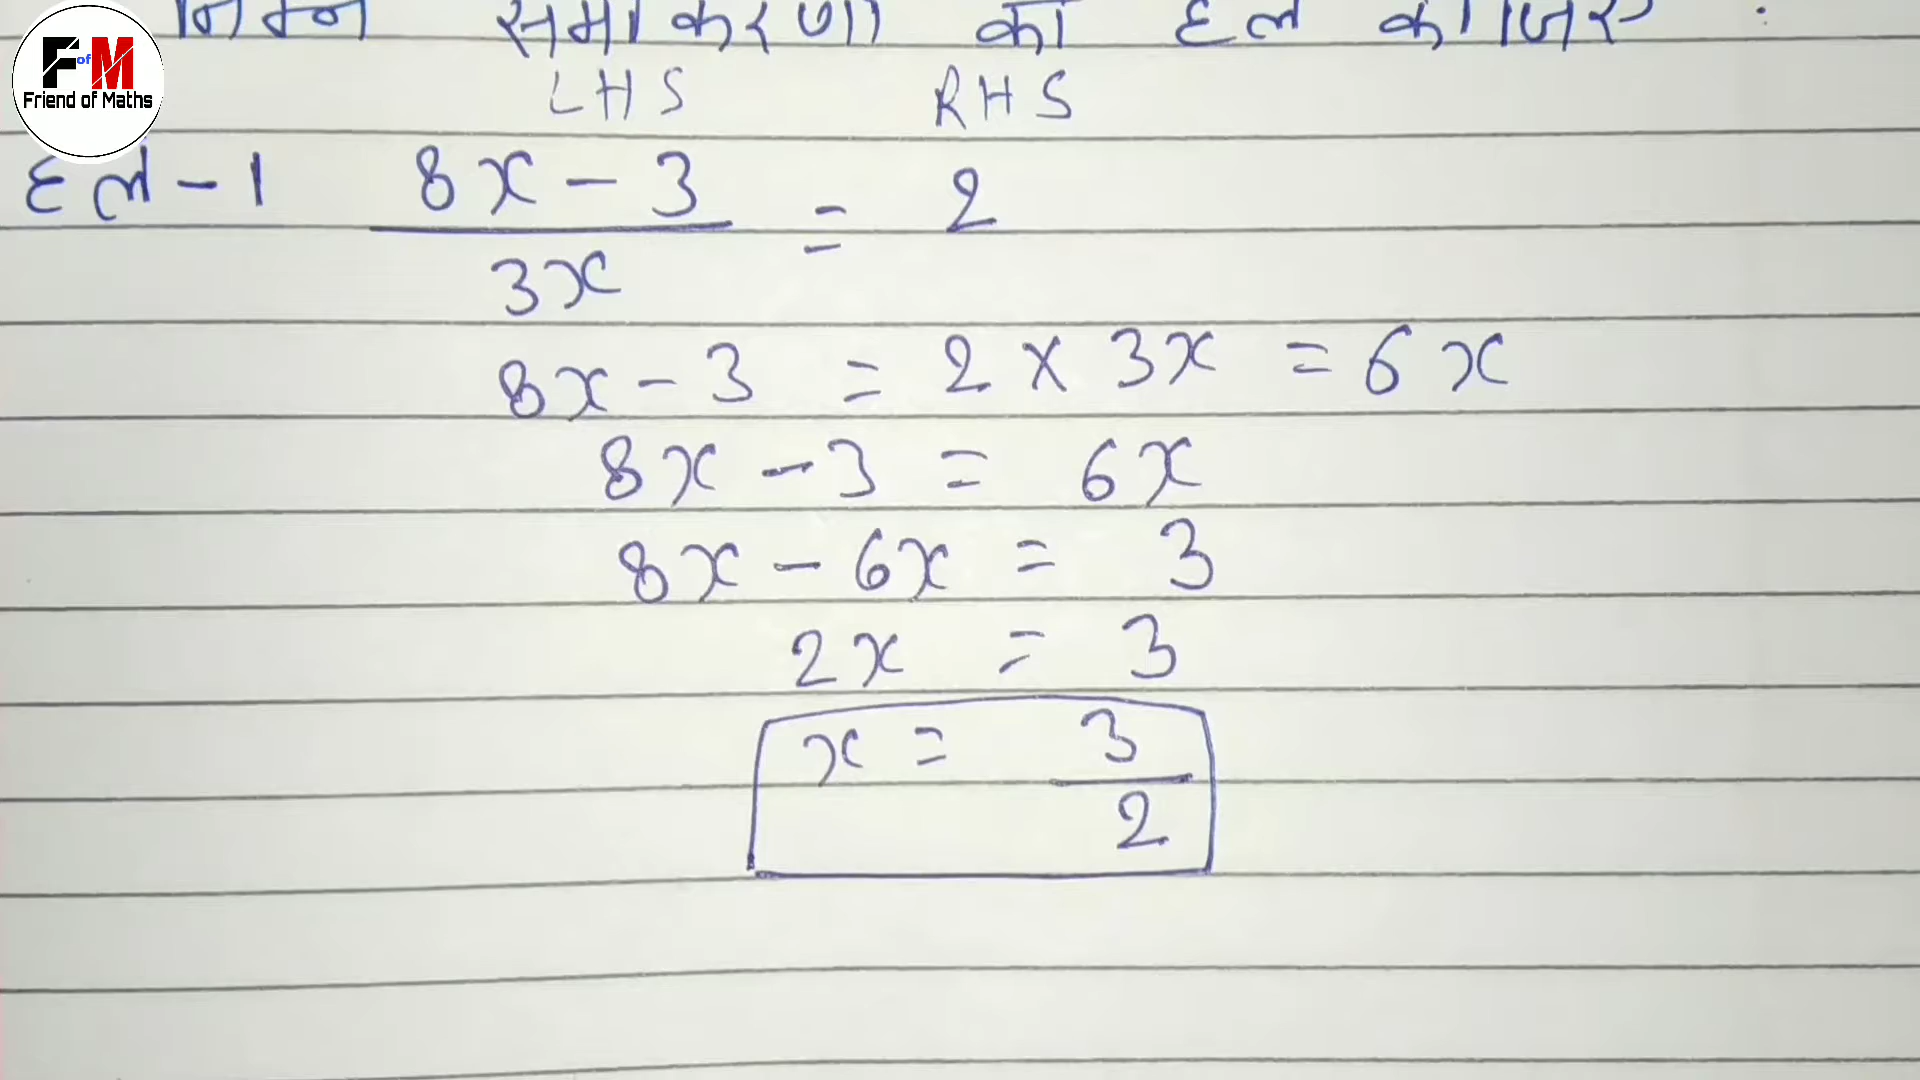 निम्न समीकरणों का हल कीजिए :
FofM
Friend of Maths
LHS RHS
हल - 1 8x - 3 / 3x = 2
8x - 3 = 2 × 3x = 6x
8x - 3 = 6x
8x - 6x = 3
2x = 3
x = 3 / 2